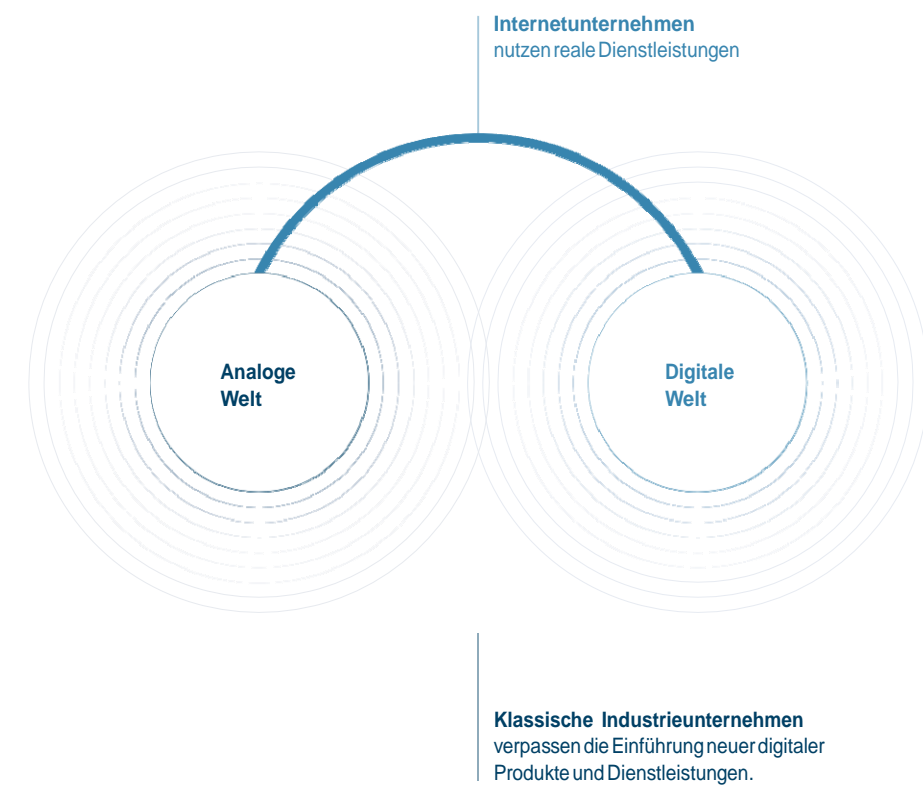 Internetunternehmen
nutzen reale Dienstleistungen
Analoge
Welt
Digitale
Welt
Klassische Industrieunternehmen
verpassen die Einführung neuer digitaler
Produkte und Dienstleistungen.